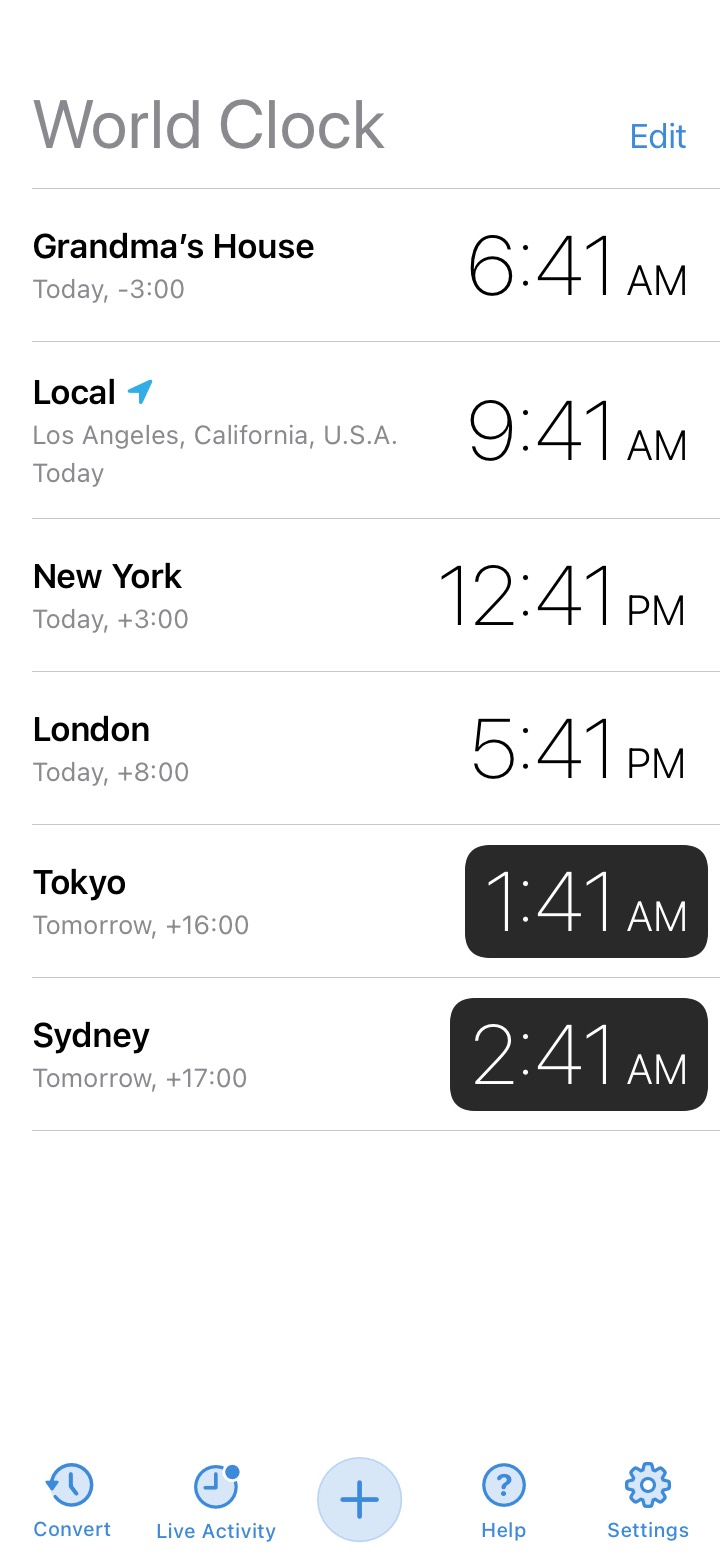 World Clock
Edit
Grandma’s House
Today, -3:00
6:41 AM
Local
Los Angeles, California, U.S.A.
Today
9:41 AM
New York
Today, +3:00
12:41 PM
London
Today, +8:00
5:41 PM
Tokyo
Tomorrow, +16:00
1:41 AM
Sydney
Tomorrow, +17:00
2:41 AM
Convert
Live Activity
Help
Settings